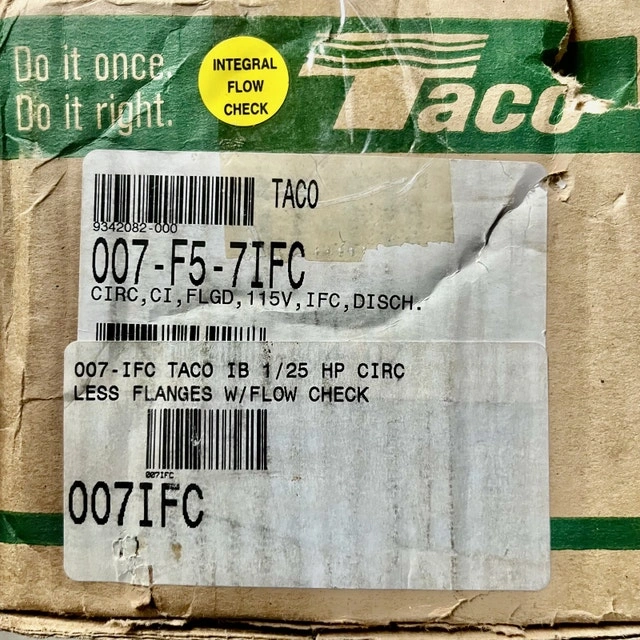 Do it once.
Do it right.
INTEGRAL
FLOW
CHECK
Taco
TACO
9342082-000
007-F5-7IFC
CIRC,CI,FLGD,115V,IFC,DISCH.
007-IFC TACO IB 1/25 HP CIRC
LESS FLANGES W/FLOW CHECK
007IFC
007IFC